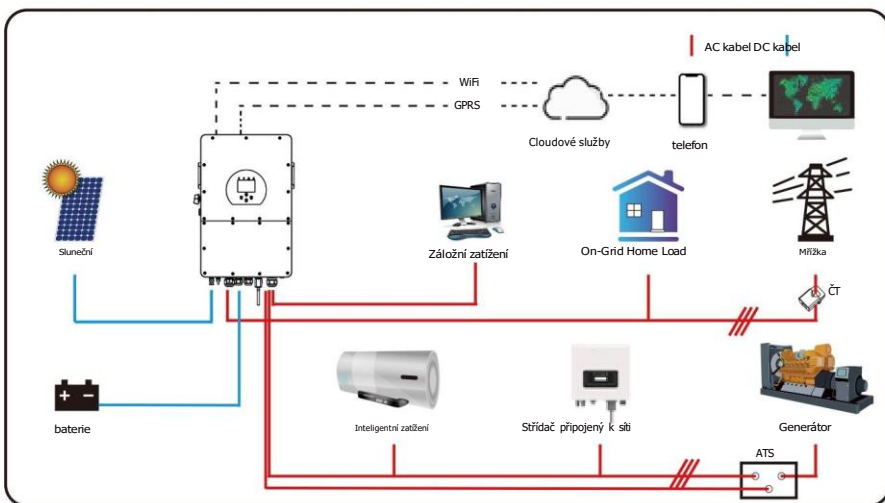 AC kabel DC kabel
WiFi
GPRS
Cloudové služby
telefon
Sluneční
Záložní zatížení
On-Grid Home Load
Mřížka
ČT
baterie
Inteligentní zatížení
Střídač připojený k síti
Generátor
ATS